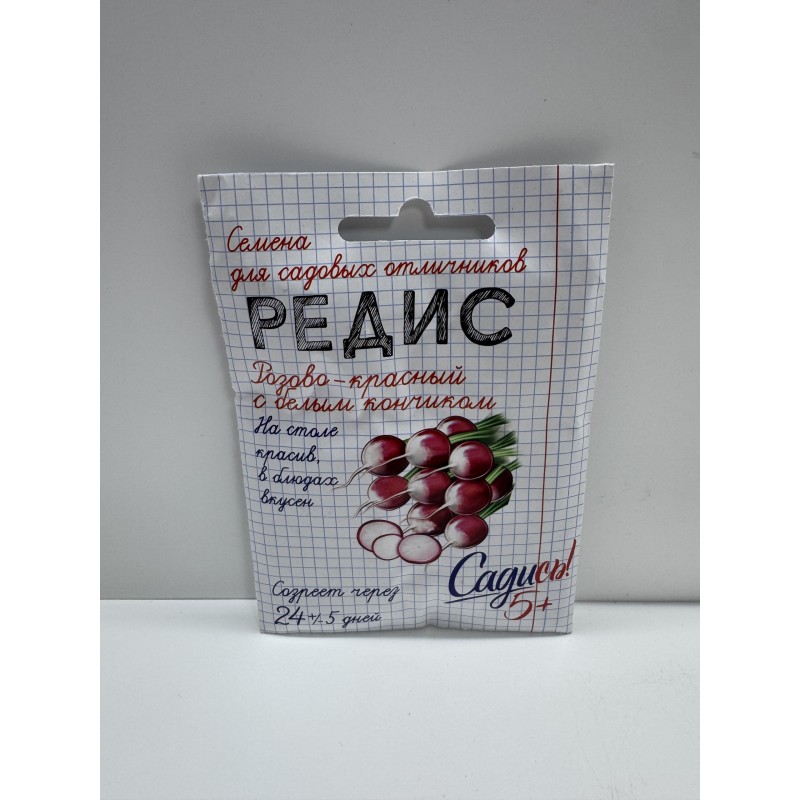 Семена
для садовых отличников
РЕДИС
Розово-красный
с белым кончиком
На столе
красив,
в блюдах
вкусен
Созреет через
24 +/- 5 дней
Садись!
5+